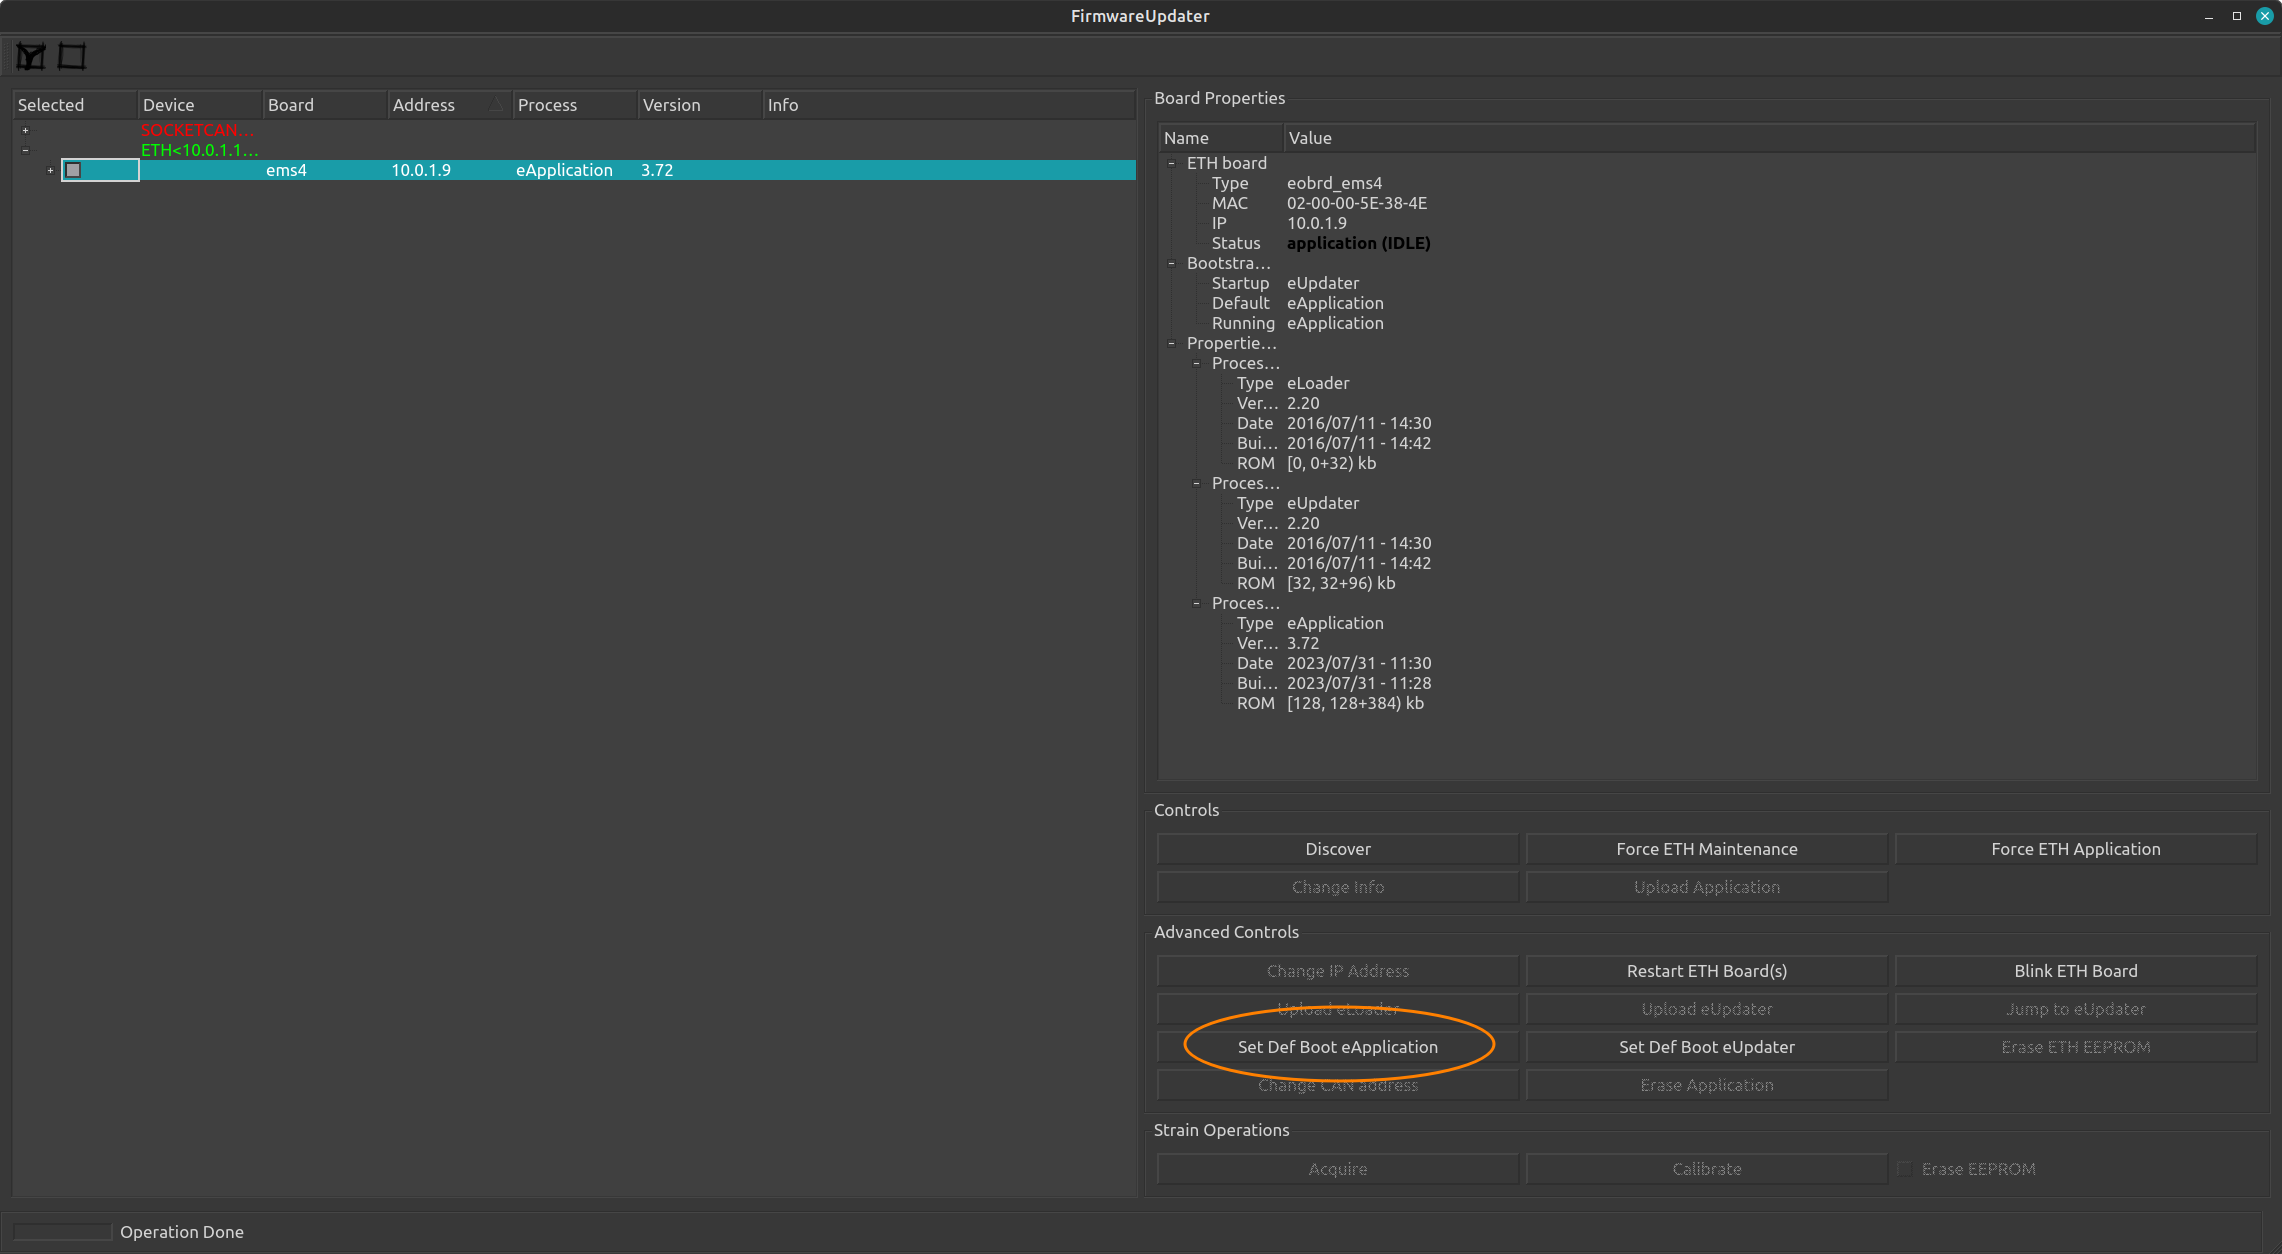 FirmwareUpdater
Selected Device Board Address Process Version Info
SOCKETCAN...
ETH<10.0.1.1...
ems4 10.0.1.9 eApplication 3.72
Board Properties
Name Value
ETH board
Type eobrd_ems4
MAC 02-00-00-5E-38-4E
IP 10.0.1.9
Status application (IDLE)
Bootstra...
Startup eUpdater
Default eApplication
Running eApplication
Propertie...
Proces...
Type eLoader
Ver... 2.20
Date 2016/07/11 - 14:30
Bui... 2016/07/11 - 14:42
ROM [0, 0+32) kb
Proces...
Type eUpdater
Ver... 2.20
Date 2016/07/11 - 14:30
Bui... 2016/07/11 - 14:42
ROM [32, 32+96) kb
Proces...
Type eApplication
Ver... 3.72
Date 2023/07/31 - 11:30
Bui... 2023/07/31 - 11:28
ROM [128, 128+384) kb
Controls
Discover Force ETH Maintenance Force ETH Application
Change Info Upload Application
Advanced Controls
Change IP Address Restart ETH Board(s) Blink ETH Board
Upload eLoader Upload eUpdater Jump to eUpdater
Set Def Boot eApplication Set Def Boot eUpdater Erase ETH EEPROM
Change CAN address Erase Application
Strain Operations
Acquire Calibrate Erase EEPROM
Operation Done